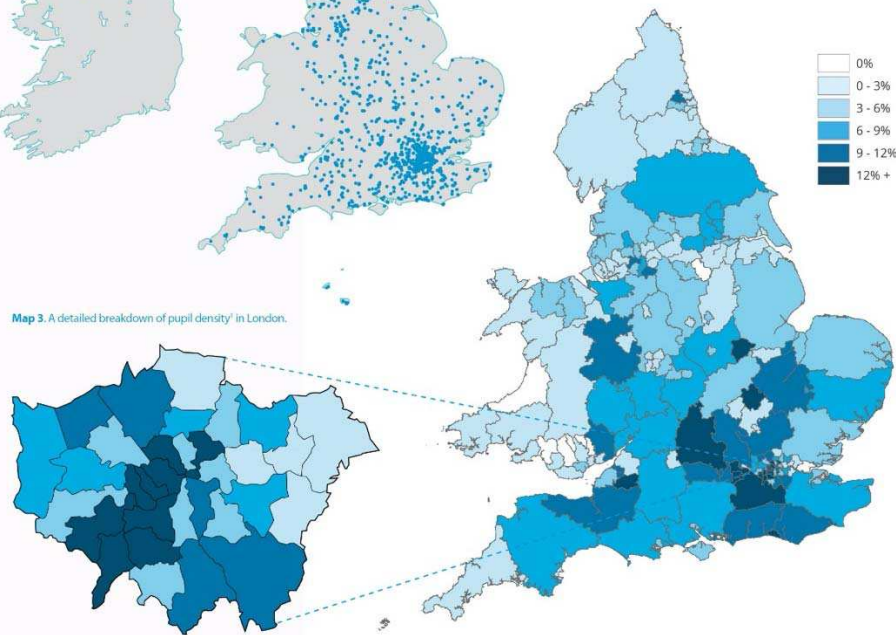 0%
0 - 3%
3 - 6%
6 - 9%
9 - 12%
12% +
Map 3. A detailed breakdown of pupil density¹ in London.